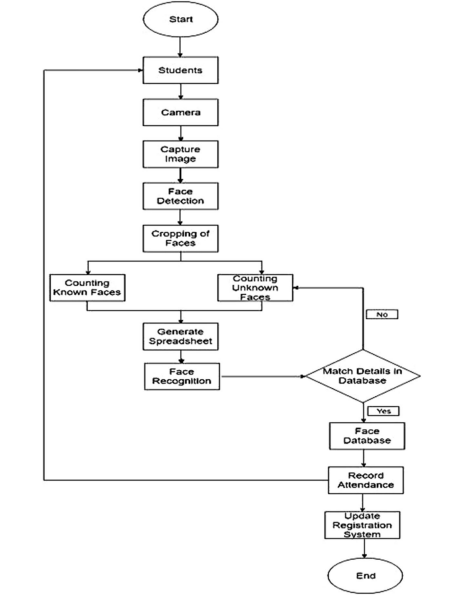 Start
Students
Camera
Capture
Image
Face
Detection
Cropping of
Faces
Counting
Known Faces
Counting
Unknown
Faces
No
Generate
Spreadsheet
Face
Recognition
Match Details in
Database
Yes
Face
Database
Record
Attendance
Update
Registration
System
End